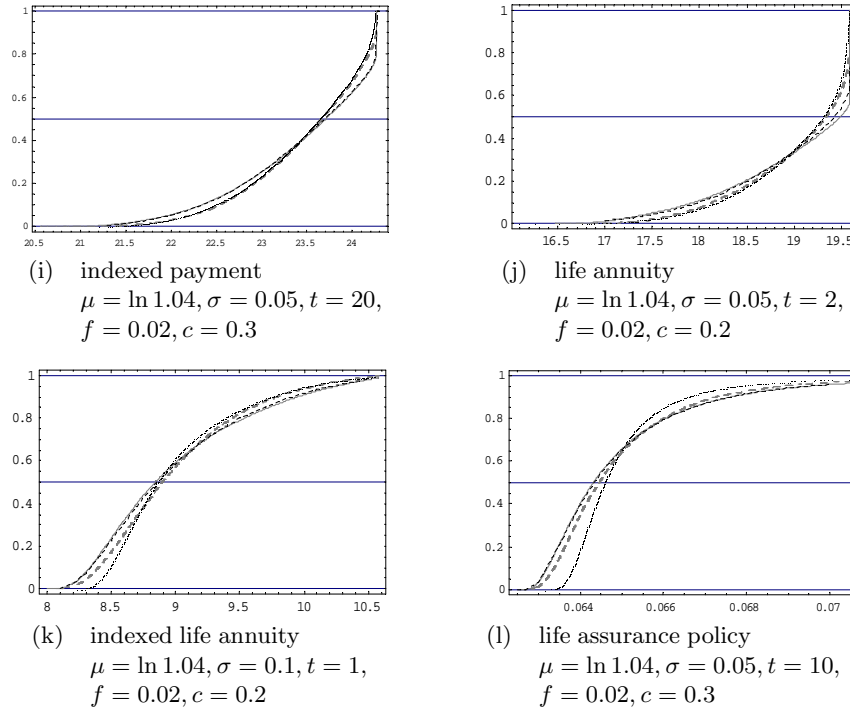 1
0.8
0.6
0.4
0.2
0
20.5 21 21.5 22 22.5 23 23.5 24
(i) indexed payment
μ = ln 1.04, σ = 0.05, t = 20,
f = 0.02, c = 0.3
1
0.8
0.6
0.4
0.2
0
16.5 17 17.5 18 18.5 19 19.5
(j) life annuity
μ = ln 1.04, σ = 0.05, t = 2,
f = 0.02, c = 0.2
1
0.8
0.6
0.4
0.2
0
8 8.5 9 9.5 10 10.5
(k) indexed life annuity
μ = ln 1.04, σ = 0.1, t = 1,
f = 0.02, c = 0.2
1
0.8
0.6
0.4
0.2
0
0.064 0.066 0.068 0.07
(l) life assurance policy
μ = ln 1.04, σ = 0.05, t = 10,
f = 0.02, c = 0.3